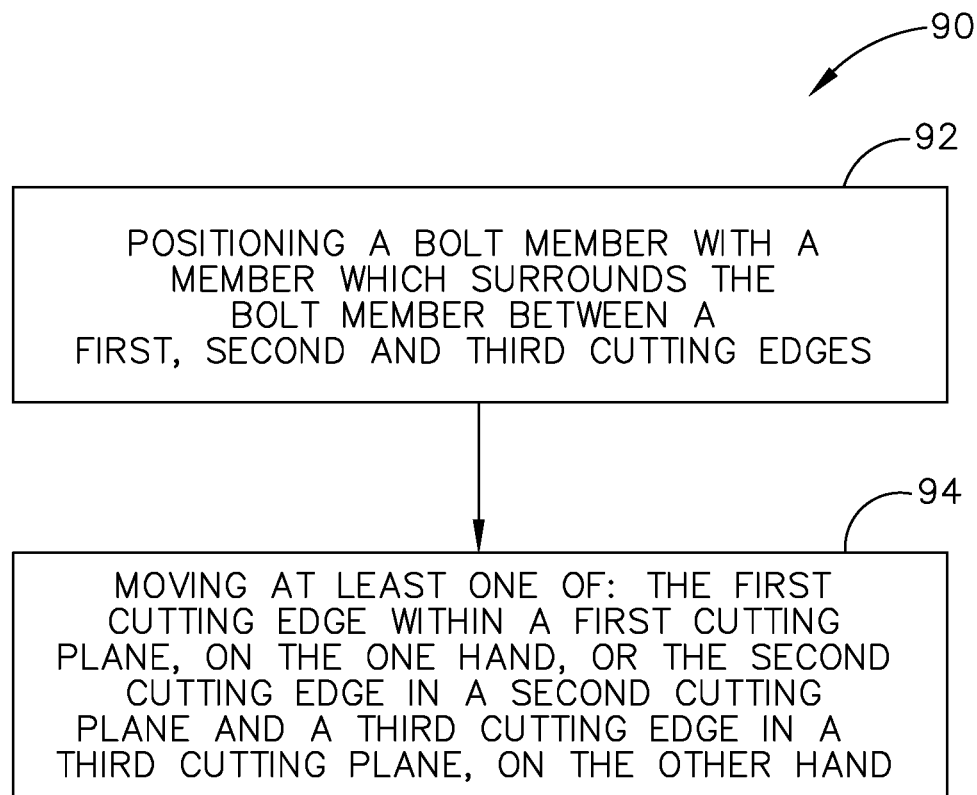 90
92
POSITIONING A BOLT MEMBER WITH A
MEMBER WHICH SURROUNDS THE
BOLT MEMBER BETWEEN A
FIRST, SECOND AND THIRD CUTTING EDGES
94
MOVING AT LEAST ONE OF: THE FIRST
CUTTING EDGE WITHIN A FIRST CUTTING
PLANE, ON THE ONE HAND, OR THE SECOND
CUTTING EDGE IN A SECOND CUTTING
PLANE AND A THIRD CUTTING EDGE IN A
THIRD CUTTING PLANE, ON THE OTHER HAND